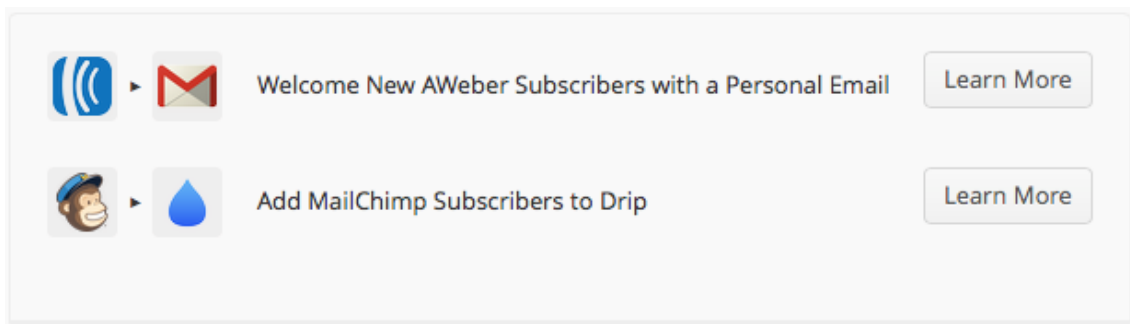 Welcome New AWeber Subscribers with a Personal Email Learn More
Add MailChimp Subscribers to Drip Learn More